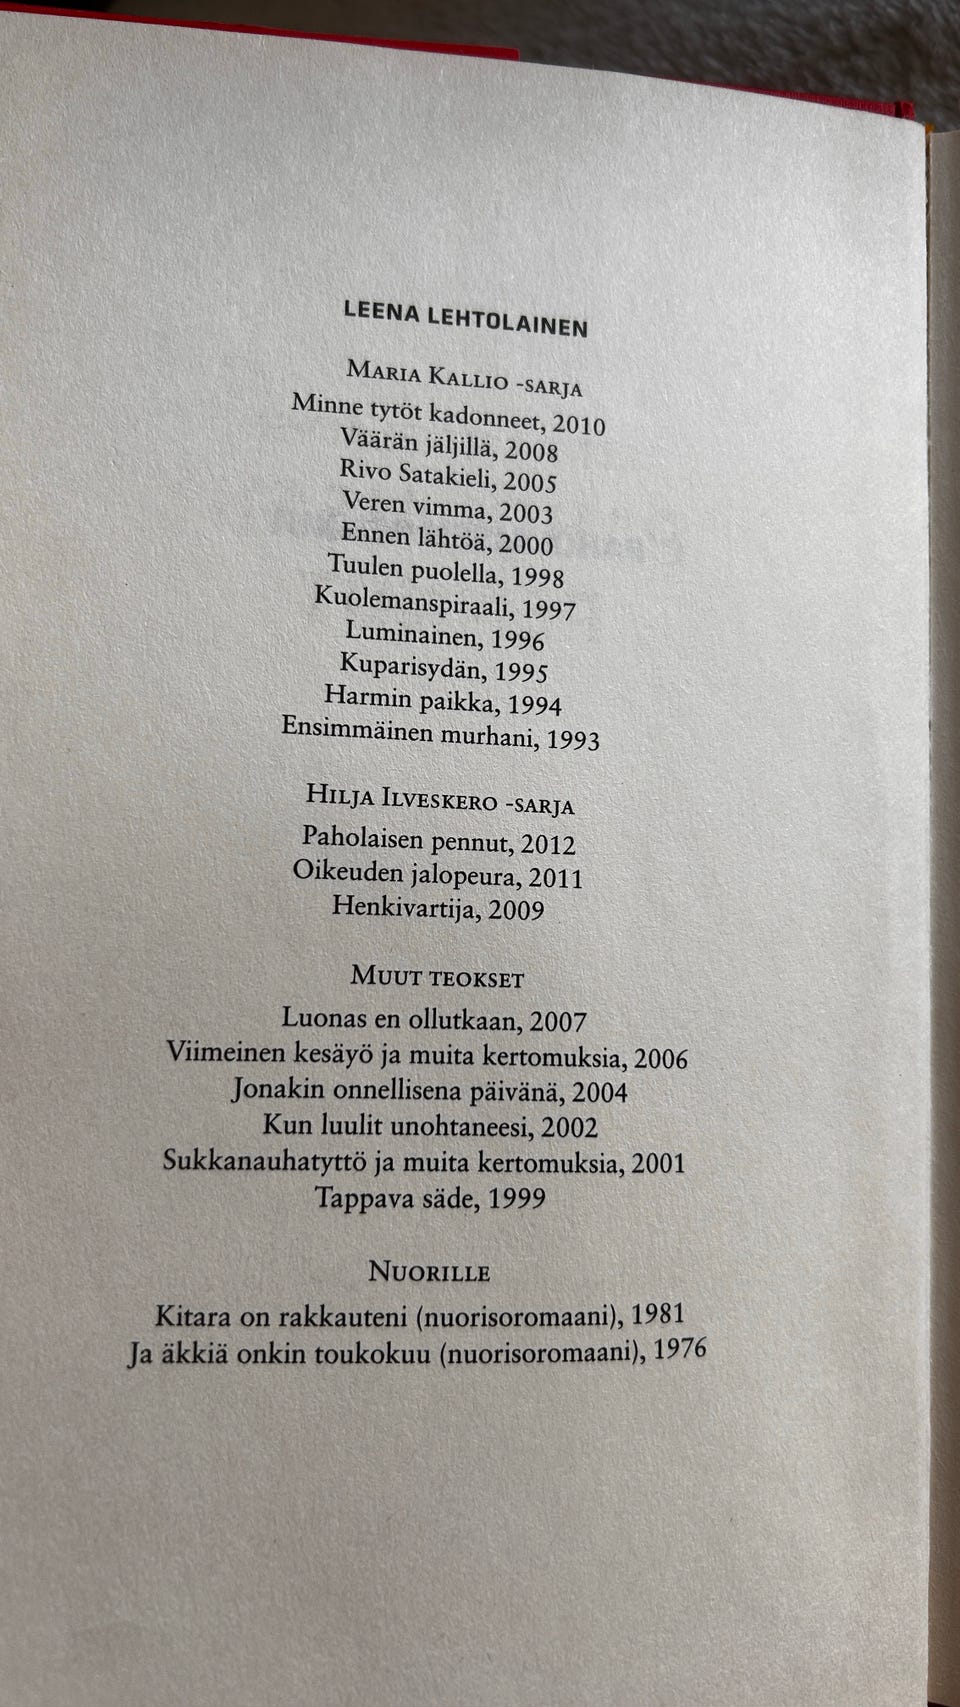 LEENA LEHTOLAINEN
MARIA KALLIO -SARJA
Minne tytöt kadonneet, 2010
Väärän jäljillä, 2008
Rivo Satakieli, 2005
Veren vimma, 2003
Ennen lähtöä, 2000
Tuulen puolella, 1998
Kuolemanspiraali, 1997
Luminainen, 1996
Kuparisydän, 1995
Harmin paikka, 1994
Ensimmäinen murhani, 1993
HILJA ILVESKERO -SARJA
Paholaisen pennut, 2012
Oikeuden jalopeura, 2011
Henkivartija, 2009
MUUT TEOKSET
Luonas en ollutkaan, 2007
Viimeinen kesäyö ja muita kertomuksia, 2006
Jonakin onnellisena päivänä, 2004
Kun luulit unohtaneesi, 2002
Sukkanauhatyttö ja muita kertomuksia, 2001
Tappava säde, 1999
NUORILLE
Kitara on rakkauteni (nuorisoromaani), 1981
Ja äkkiä onkin toukokuu (nuorisoromaani), 1976